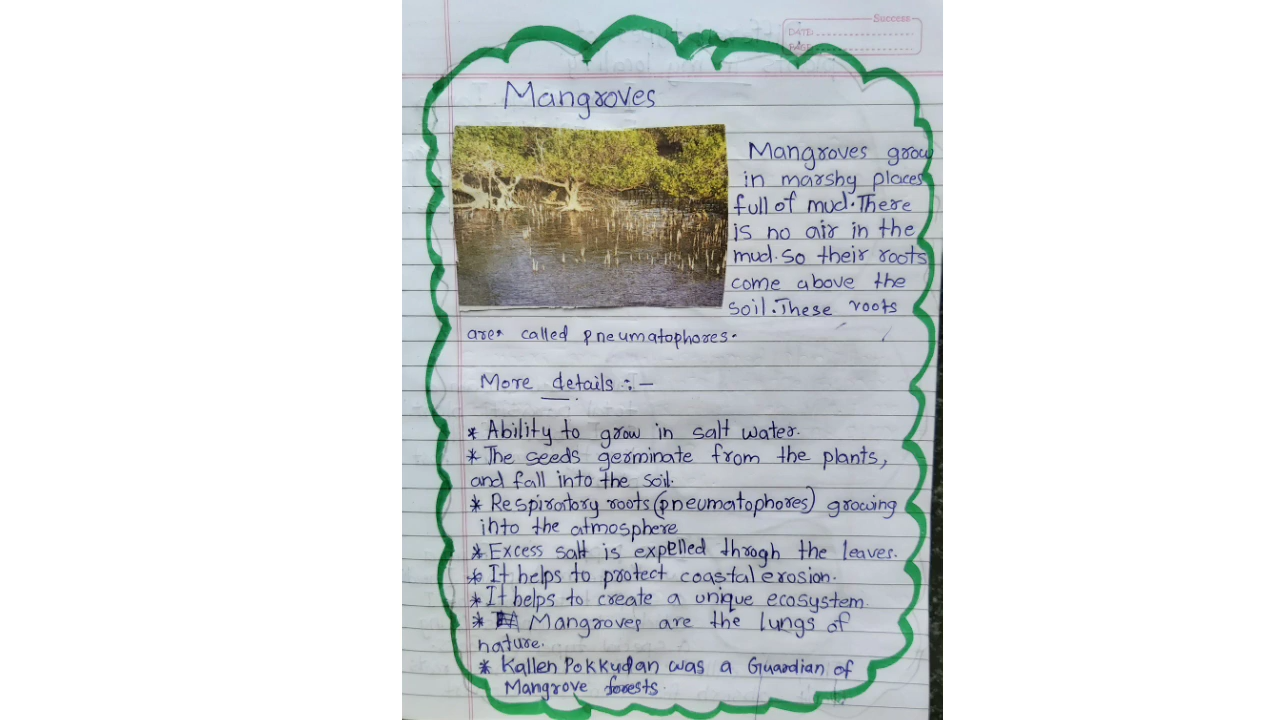 Success
DATE:
PAGE:
Mangroves
Mangroves grow
in marshy places
full of mud. There
is no air in the
mud. So their roots
come above the
soil. These roots
are called pneumatophores.
More details :-
* Ability to grow in salt water.
* The seeds germinate from the plants,
and fall into the soil.
* Respiratory roots (pneumatophores) growing
into the atmosphere
* Excess salt is expelled throgh the leaves.
* It helps to protect coastal erosion.
* It helps to create a unique ecosystem.
* Mangroves are the lungs of
nature.
* Kallen Pokkudan was a Guardian of
Mangrove forests.